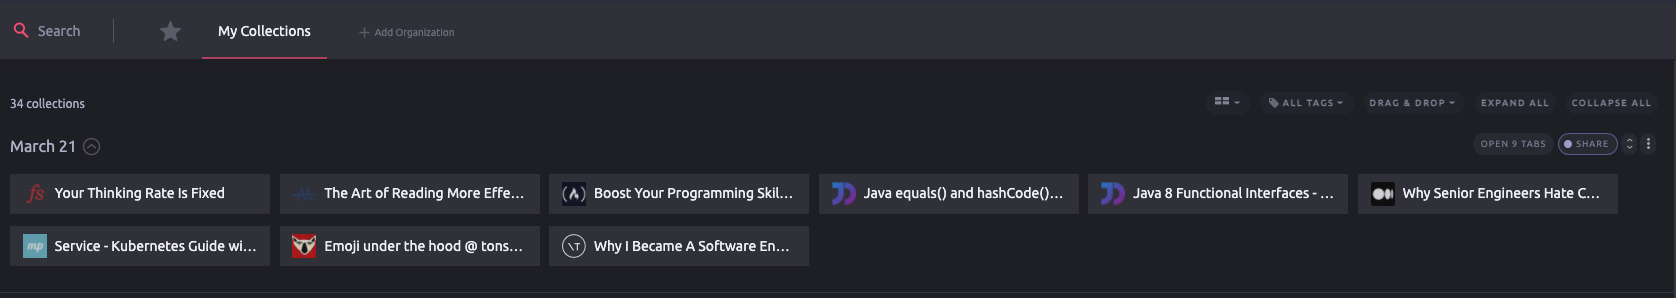 Search
My Collections
Add Organization
34 collections
ALL TAGS
DRAG & DROP
EXPAND ALL
COLLAPSE ALL
March 21
OPEN 9 TABS
SHARE
fs Your Thinking Rate Is Fixed
The Art of Reading More Effe...
Boost Your Programming Skil...
Java equals() and hashCode()...
Java 8 Functional Interfaces - ...
Why Senior Engineers Hate C...
mp Service - Kubernetes Guide wi...
Emoji under the hood @ tons...
\T Why I Became A Software En...